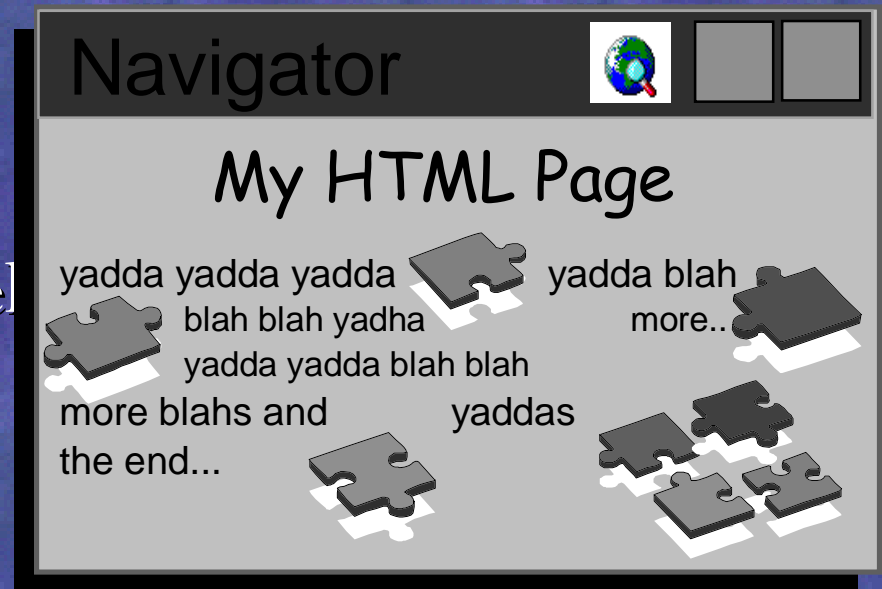 Navigator
My HTML Page
yadda yadda yadda yadda blah
blah blah yadha more..
yadda yadda blah blah
more blahs and yaddas
the end...